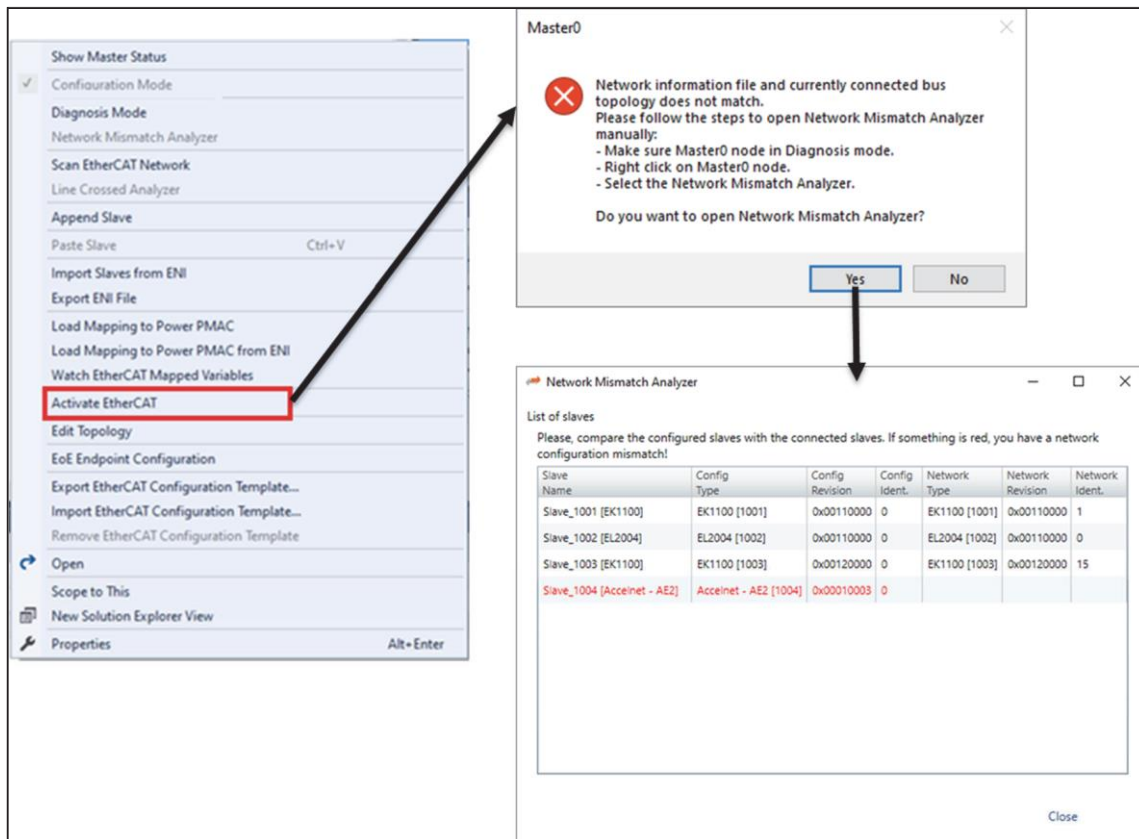 Show Master Status
Configuration Mode
Diagnosis Mode
Network Mismatch Analyzer
Scan EtherCAT Network
Line Crossed Analyzer
Append Slave
Paste Slave Ctrl+V
Import Slaves from ENI
Export ENI File
Load Mapping to Power PMAC
Load Mapping to Power PMAC from ENI
Watch EtherCAT Mapped Variables
Activate EtherCAT
Edit Topology
EoE Endpoint Configuration
Export EtherCAT Configuration Template...
Import EtherCAT Configuration Template...
Remove EtherCAT Configuration Template
Open
Scope to This
New Solution Explorer View
Properties Alt+Enter
Master0
Network information file and currently connected bus
topology does not match.
Please follow the steps to open Network Mismatch Analyzer
manually:
- Make sure Master0 node in Diagnosis mode.
- Right click on Master0 node.
- Select the Network Mismatch Analyzer.
Do you want to open Network Mismatch Analyzer?
Yes No
Network Mismatch Analyzer
List of slaves
Please, compare the configured slaves with the connected slaves. If something is red, you have a network
configuration mismatch!
Slave Config Config Config Network Network Network
Name Type Revision Ident. Type Revision Ident.
Slave_1001 [EK1100] EK1100 [1001] 0x00110000 0 EK1100 [1001] 0x00110000 1
Slave_1002 [EL2004] EL2004 [1002] 0x00110000 0 EL2004 [1002] 0x00110000 0
Slave_1003 [EK1100] EK1100 [1003] 0x00120000 0 EK1100 [1003] 0x00120000 15
Slave_1004 [Accelnet - AE2] Accelnet - AE2 [1004] 0x00010003 0
Close